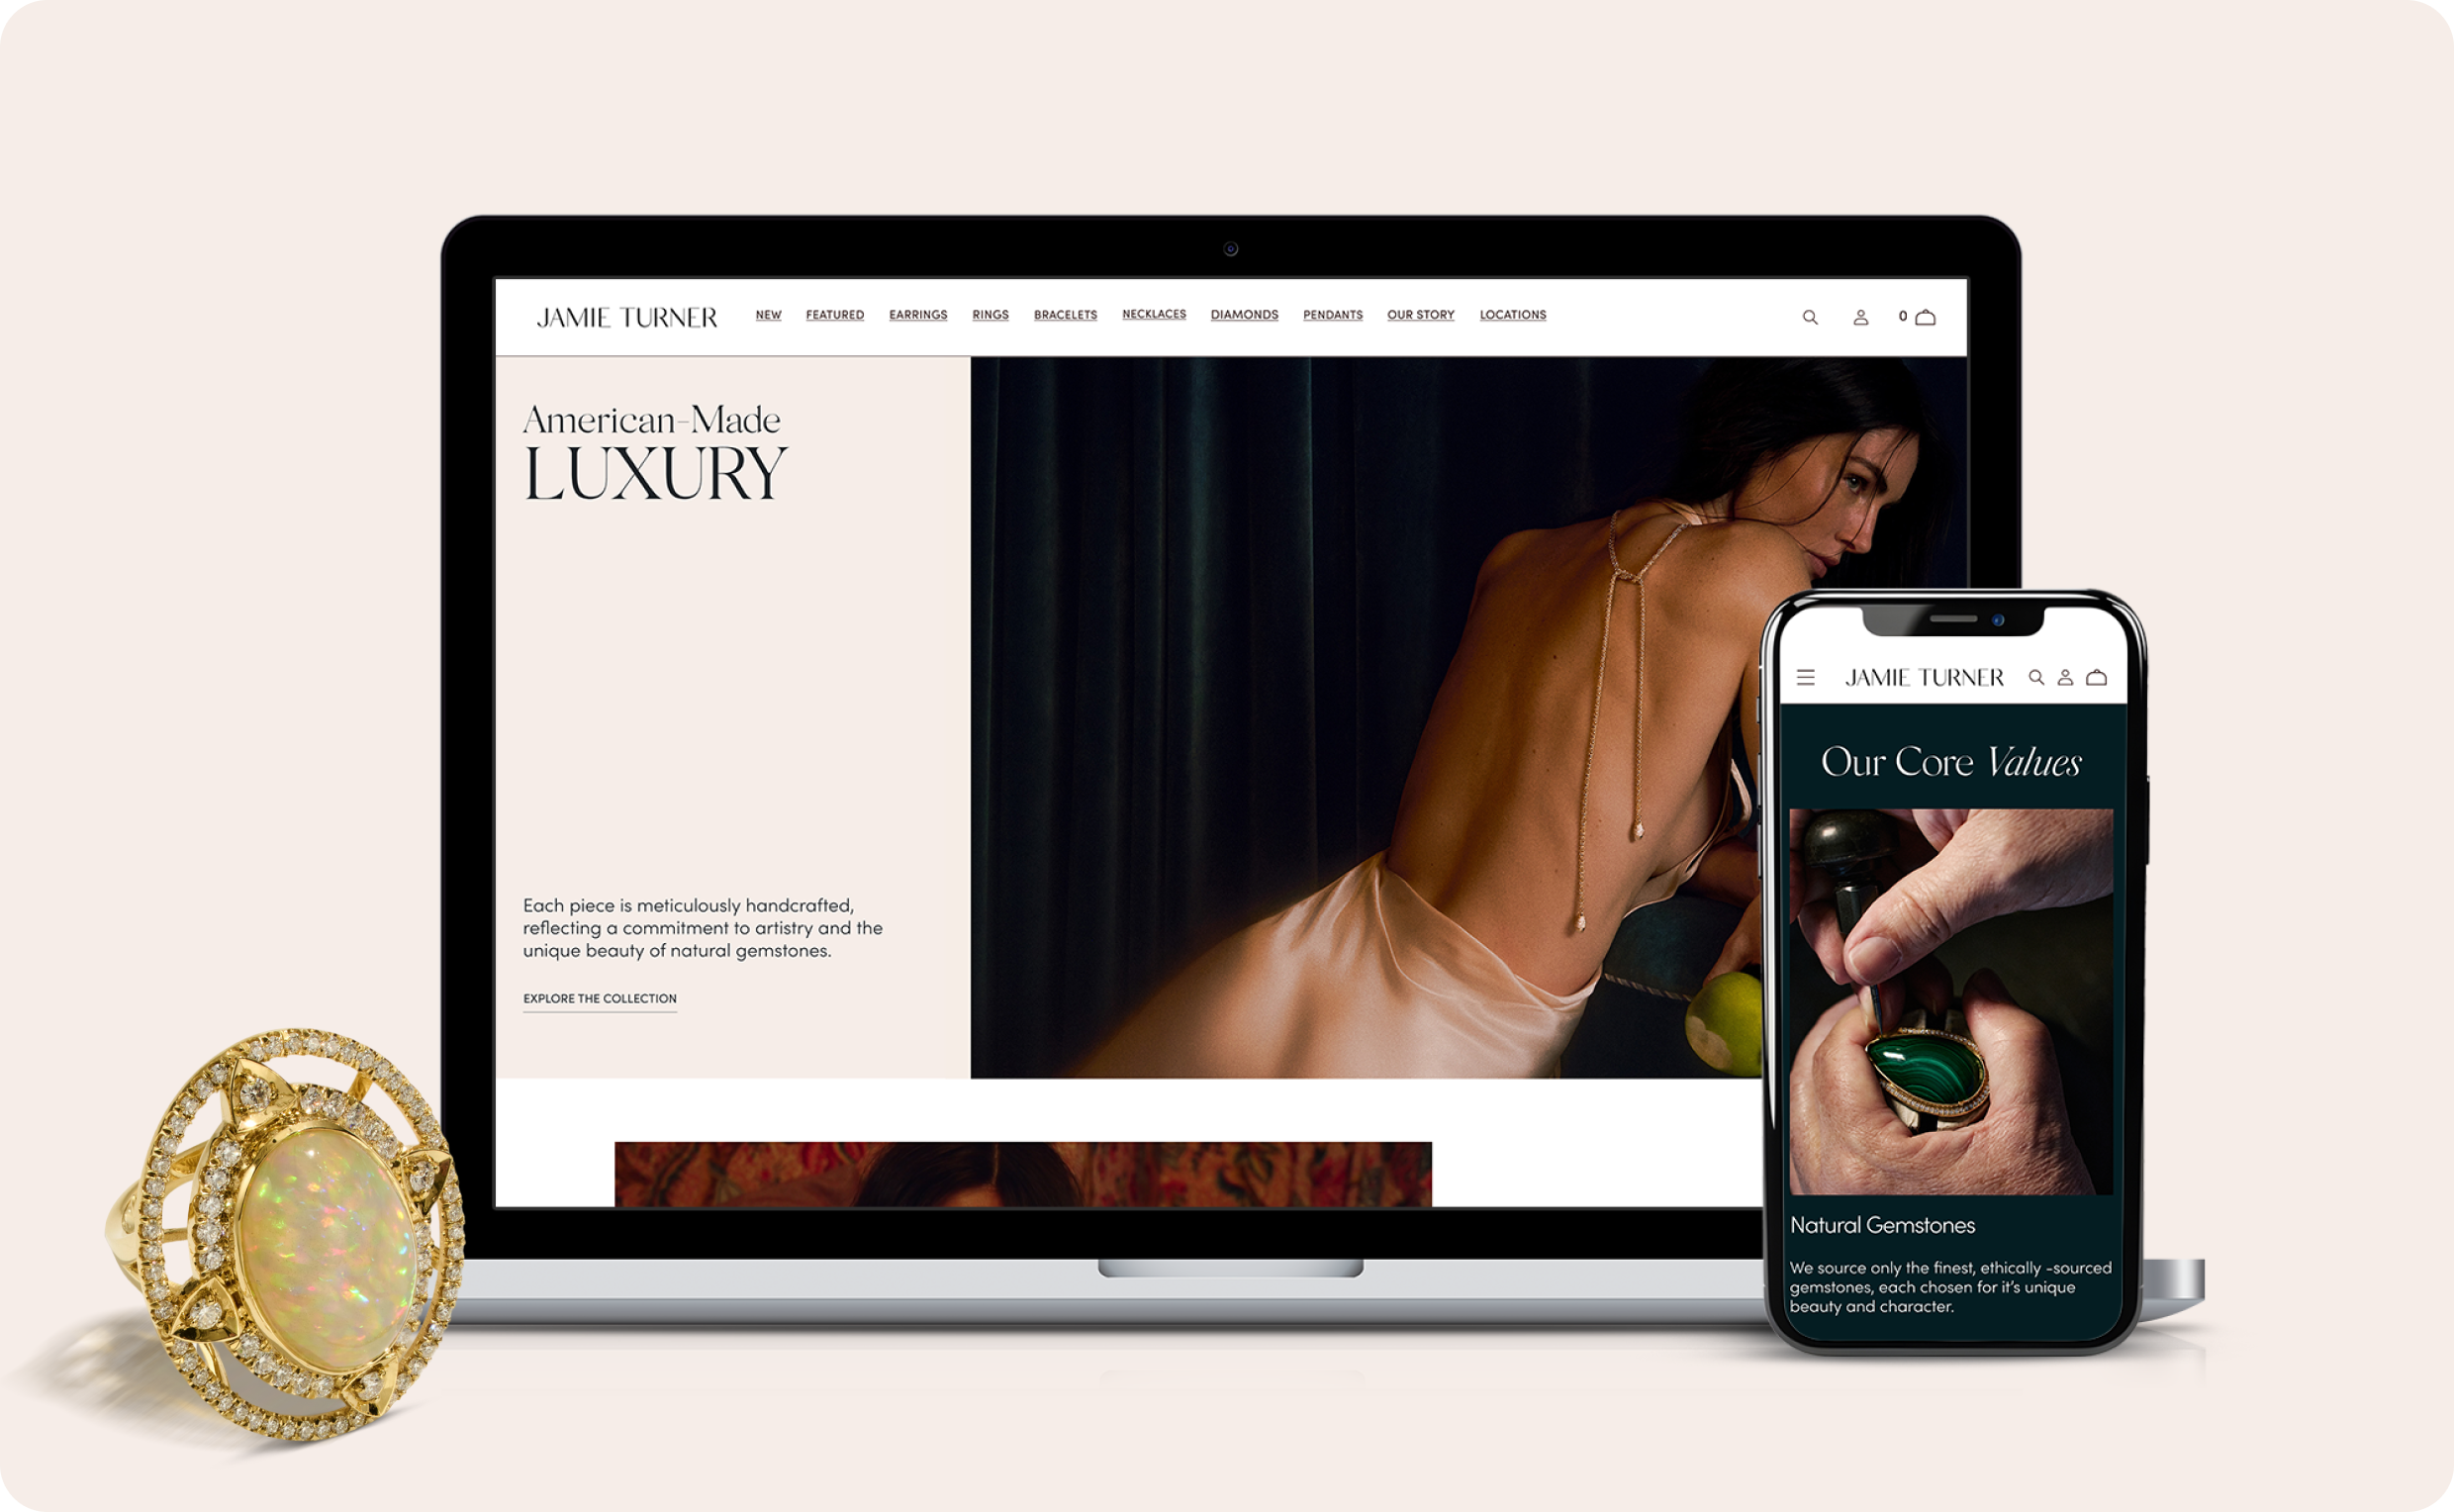 JAMIE TURNER NEW FEATURED EARRINGS RINGS BRACELETS NECKLACES DIAMONDS PENDANTS OUR STORY LOCATIONS 0
American-Made
LUXURY
Each piece is meticulously handcrafted,
reflecting a commitment to artistry and the
unique beauty of natural gemstones.
EXPLORE THE COLLECTION
JAMIE TURNER
Our Core Values
Natural Gemstones
We source only the finest, ethically -sourced
gemstones, each chosen for it's unique
beauty and character.